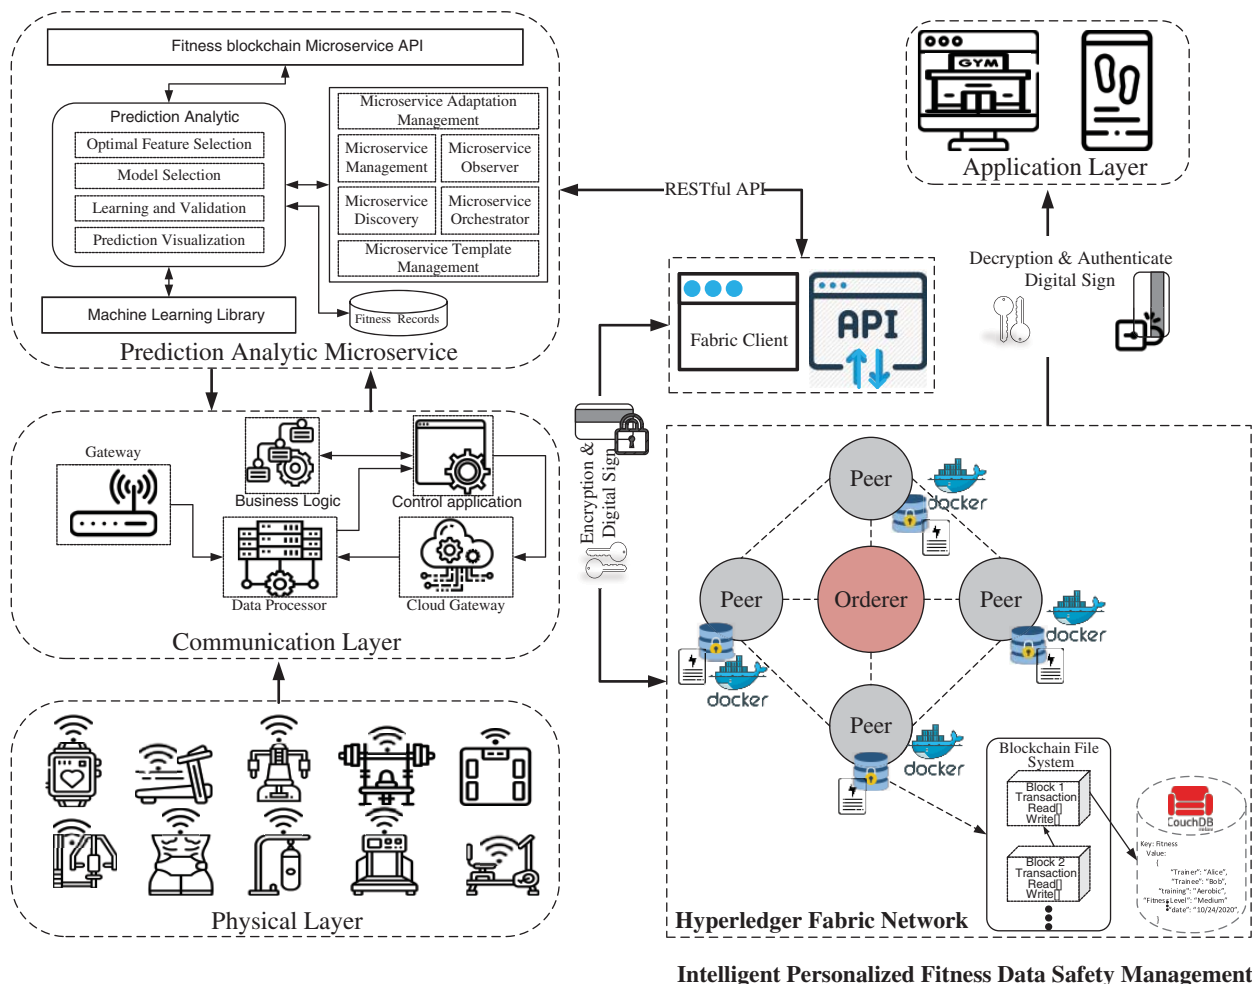 Fitness blockchain Microservice API
Prediction Analytic
Optimal Feature Selection
Model Selection
Learning and Validation
Prediction Visualization
Microservice Adaptation
Management
Microservice
Management
Microservice
Observer
Microservice
Discovery
Microservice
Orchestrator
Microservice Template
Management
Machine Learning Library
Fitness Records
Prediction Analytic Microservice
Gateway
Business Logic
Control application
Data Processor
Cloud Gateway
Communication Layer
Physical Layer
RESTful API
Fabric Client
API
Encryption &
Digital Sign
GYM
Application Layer
Decryption & Authenticate
Digital Sign
Peer
docker
Peer
docker
Orderer
Peer
docker
Peer
docker
Blockchain File
System
Block 1
Transaction
Read[]
Write[]
Block 2
Transaction
Read[]
Write[]
CouchDB
Key: Fitness
Value:
{
"Trainer": "Alice",
"Trainee": "Bob",
"training": "Aerobic",
"Fitness Level": "Medium"
"date": "10/24/2020",
}
Hyperledger Fabric Network
Intelligent Personalized Fitness Data Safety Management